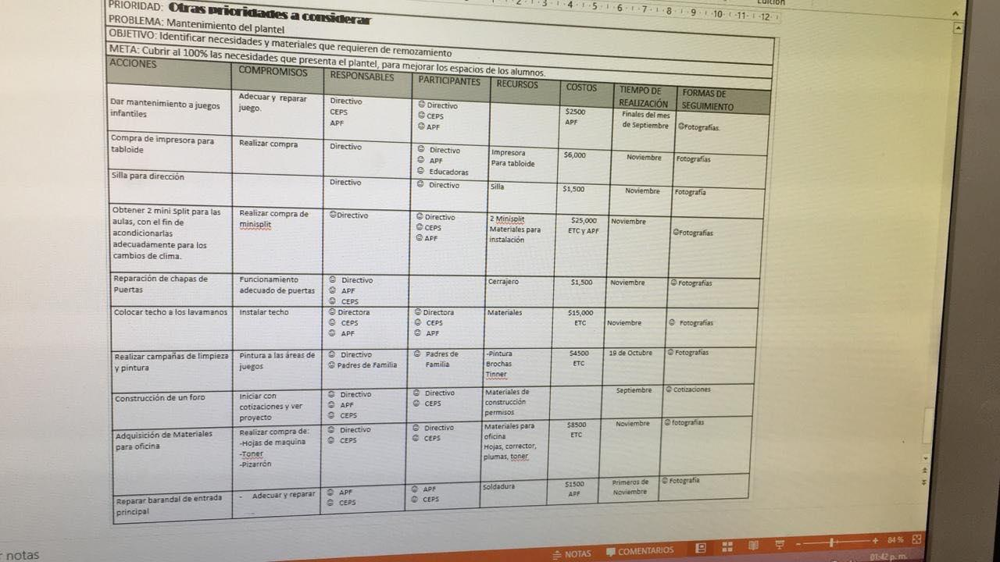 Edición
2 3 4 5 6 7 8 9 10 11 12
PRIORIDAD: Otras prioridades a considerar
PROBLEMA: Mantenimiento del plantel
OBJETIVO: Identificar necesidades y materiales que requieren de remozamiento
META: Cubrir al 100% las necesidades que presenta el plantel, para mejorar los espacios de los alumnos.
ACCIONES COMPROMISOS RESPONSABLES PARTICIPANTES RECURSOS COSTOS TIEMPO DE REALIZACIÓN FORMAS DE SEGUIMIENTO
Dar mantenimiento a juegos
infantiles
Adecuar y reparar
juego.
Directivo
CEPS
APF
☺ Directivo
☺ CEPS
☺ APF
$2500
APF
Finales del mes
de Septiembre
☺Fotografías.
Compra de impresora para
tabloide
Realizar compra
Directivo
☺ Directivo
☺ APF
☺ Educadoras
Impresora
Para tabloide
$6,000
Noviembre
Fotografías
Silla para dirección
Directivo
☺ Directivo
Silla
$1,500
Noviembre
Fotografía
Obtener 2 mini Split para las
aulas, con el fin de
acondicionarlas
adecuadamente para los
cambios de clima.
Realizar compra de
minisplit
☺Directivo
☺ Directivo
☺ CEPS
☺ APF
2 Minisplit
Materiales para
instalación
$25,000
ETC y APF
Noviembre
☺Fotografías
Reparación de chapas de
Puertas
Funcionamiento
adecuado de puertas
☺ Directivo
☺ APF
☺ CEPS
Cerrajero
$1,500
Noviembre
☺ Fotografías
Colocar techo a los lavamanos
Instalar techo
☺ Directora
☺ CEPS
☺ APF
☺ Directora
☺ CEPS
☺ APF
Materiales
$15,000
ETC
Noviembre
☺ Fotografías
Realizar campañas de limpieza
y pintura
Pintura a las áreas de
juegos
☺ Directivo
☺ Padres de Familia
☺ Padres de
Familia
-Pintura
Brochas
Tinner
$4500
ETC
19 de Octubre
☺ Fotografías
Construcción de un foro
Iniciar con
cotizaciones y ver
proyecto
☺ Directivo
☺ APF
☺ CEPS
☺ Directivo
☺ CEPS
Materiales de
construcción
permisos
Septiembre
☺ Cotizaciones
Adquisición de Materiales
para oficina
Realizar compra de:
-Hojas de maquina
-Toner
-Pizarrón
☺ Directivo
☺ CEPS
☺ Directivo
☺ CEPS
Materiales para
oficina
Hojas, corrector,
plumas, toner
$8500
ETC
Noviembre
☺ fotografías
Reparar barandal de entrada
principal
- Adecuar y reparar
☺ APF
☺ CEPS
☺ APF
☺ CEPS
Soldadura
$1500
APF
Primeros de
Noviembre
☺ Fotografía
r notas
NOTAS COMENTARIOS 84 %
01:42 p. m.